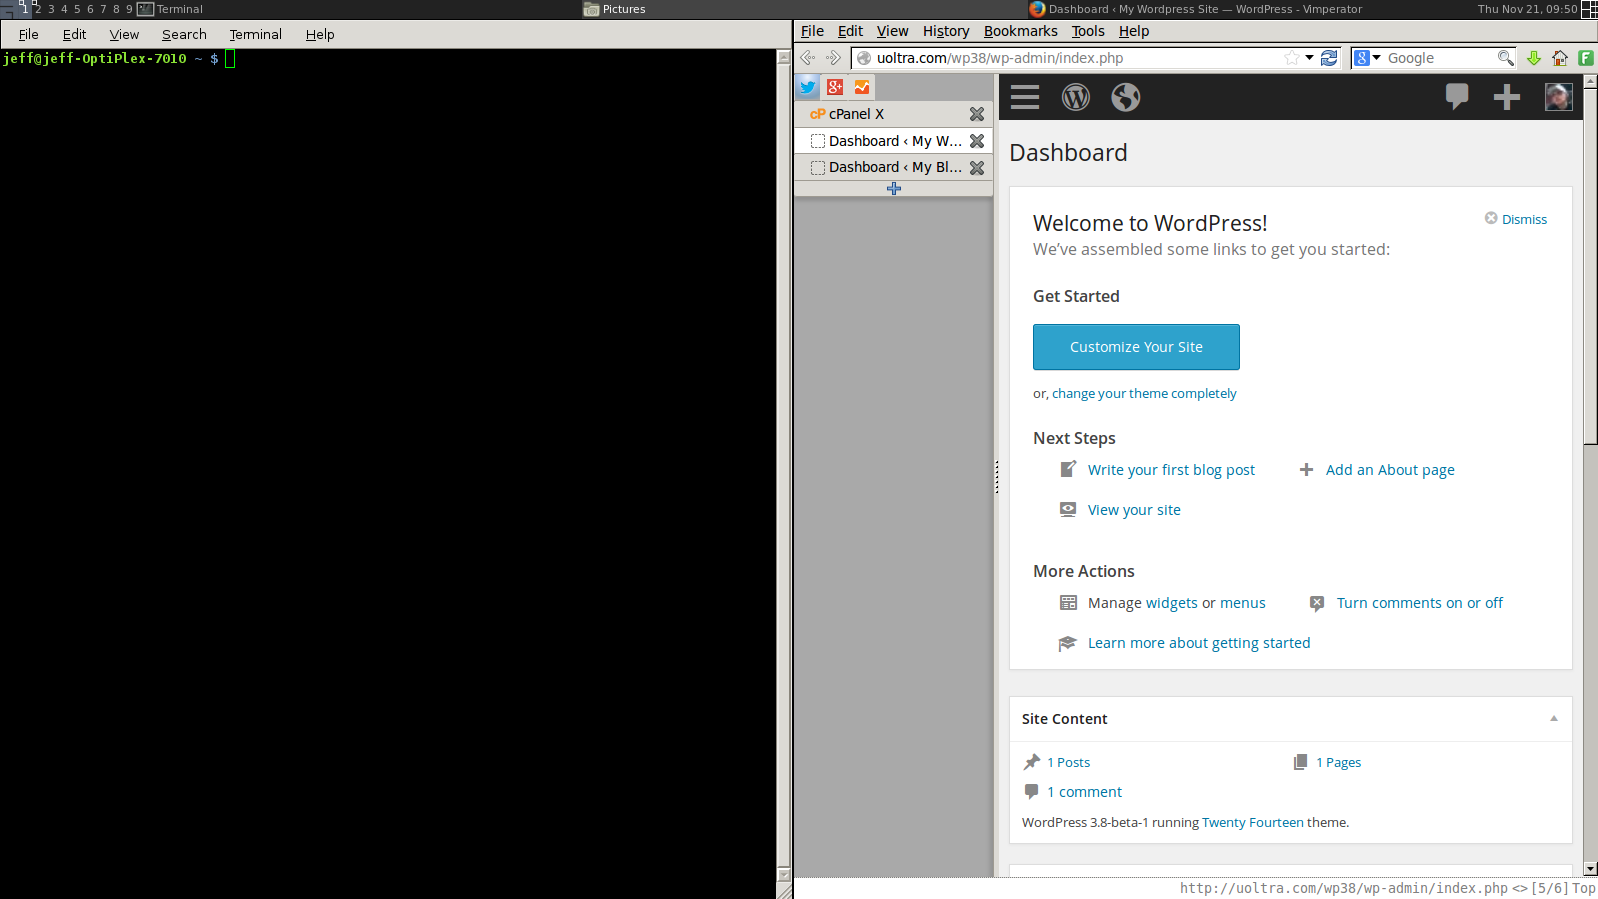 1 2 3 4 5 6 7 8 9 Terminal
Pictures
Dashboard ‹ My Wordpress Site — WordPress - Vimperator
Thu Nov 21, 09:50
File Edit View Search Terminal Help
jeff@jeff-OptiPlex-7010 ~ $
File Edit View History Bookmarks Tools Help
uoltra.com/wp38/wp-admin/index.php
8 Google
F
g+
cP cPanel X
Dashboard ‹ My W...
Dashboard ‹ My Bl...
Dashboard
Welcome to WordPress!
Dismiss
We've assembled some links to get you started:
Get Started
Customize Your Site
or, change your theme completely
Next Steps
Write your first blog post
Add an About page
View your site
More Actions
Manage widgets or menus
Turn comments on or off
Learn more about getting started
Site Content
1 Posts
1 Pages
1 comment
WordPress 3.8-beta-1 running Twenty Fourteen theme.
http://uoltra.com/wp38/wp-admin/index.php <> [5/6] Top